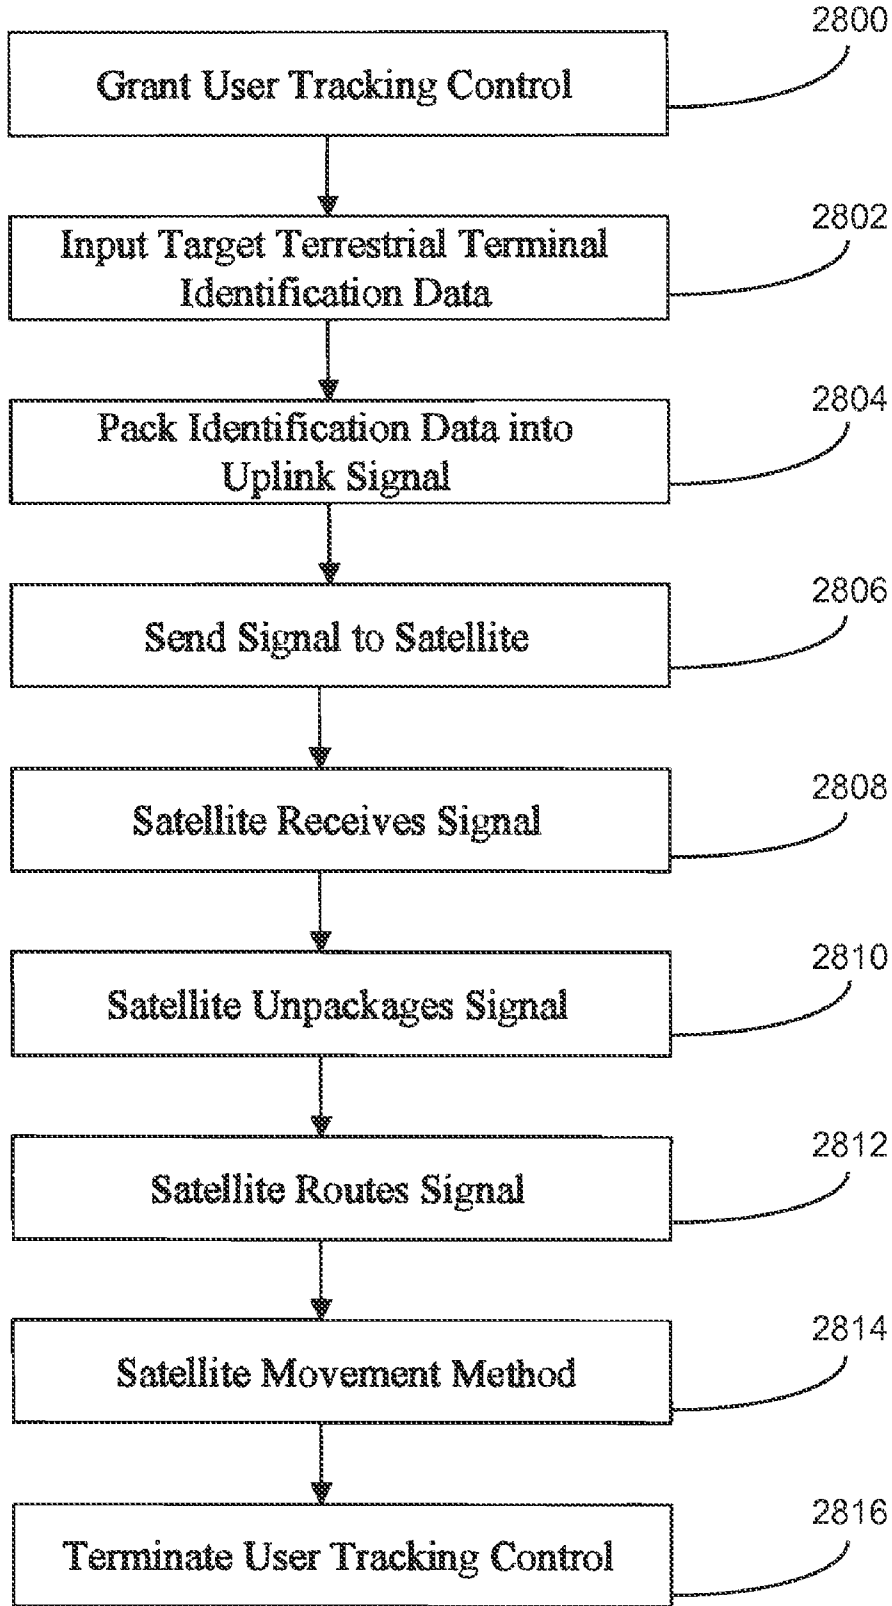 2800
Grant User Tracking Control
2802
Input Target Terrestrial Terminal
Identification Data
2804
Pack Identification Data into
Uplink Signal
2806
Send Signal to Satellite
2808
Satellite Receives Signal
2810
Satellite Unpackages Signal
2812
Satellite Routes Signal
2814
Satellite Movement Method
2816
Terminate User Tracking Control